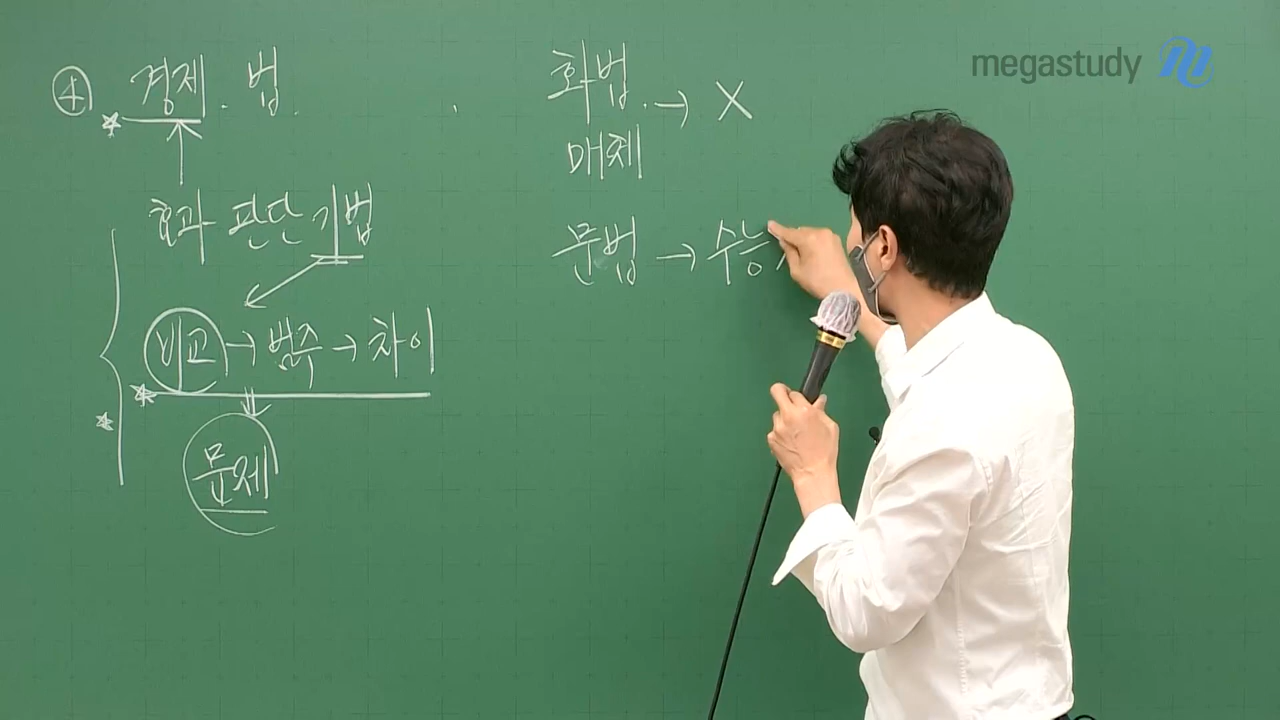 ④ 경제. 법.
효과 판단 기법
비교 → 범주 → 차이
문제
화법. → X
매체
문법 → 수능
megastudy